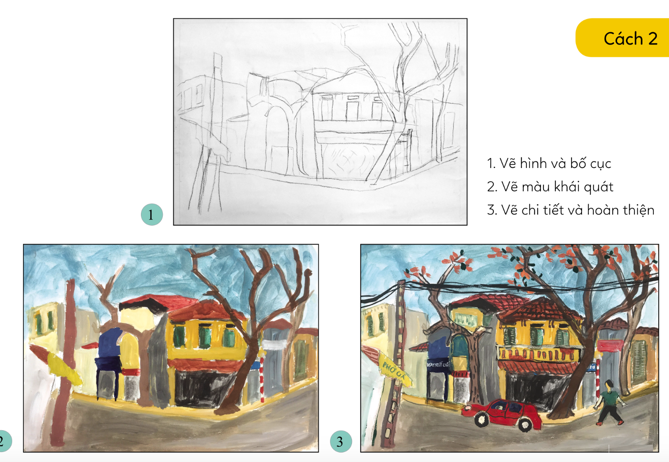 Cách 2
1
1. Vẽ hình và bố cục
2. Vẽ màu khái quát
3. Vẽ chi tiết và hoàn thiện
2
3